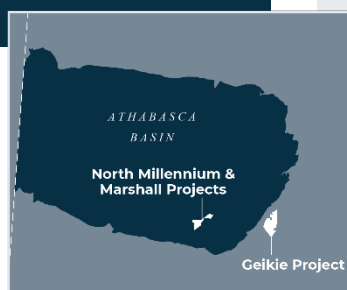 ATHABASCA
BASIN
North Millennium &
Marshall Projects
Geikie Project